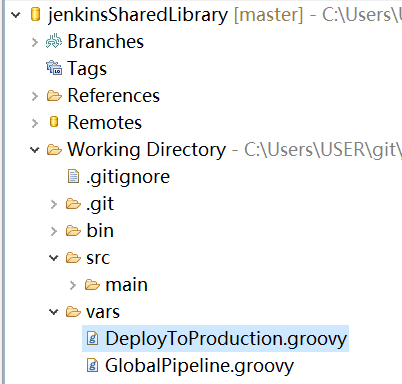 jenkinsSharedLibrary [master] - C:\Users\U
Branches
Tags
References
Remotes
Working Directory - C:\Users\USER\git\
.gitignore
.git
bin
src
main
vars
DeployToProduction.groovy
GlobalPipeline.groovy